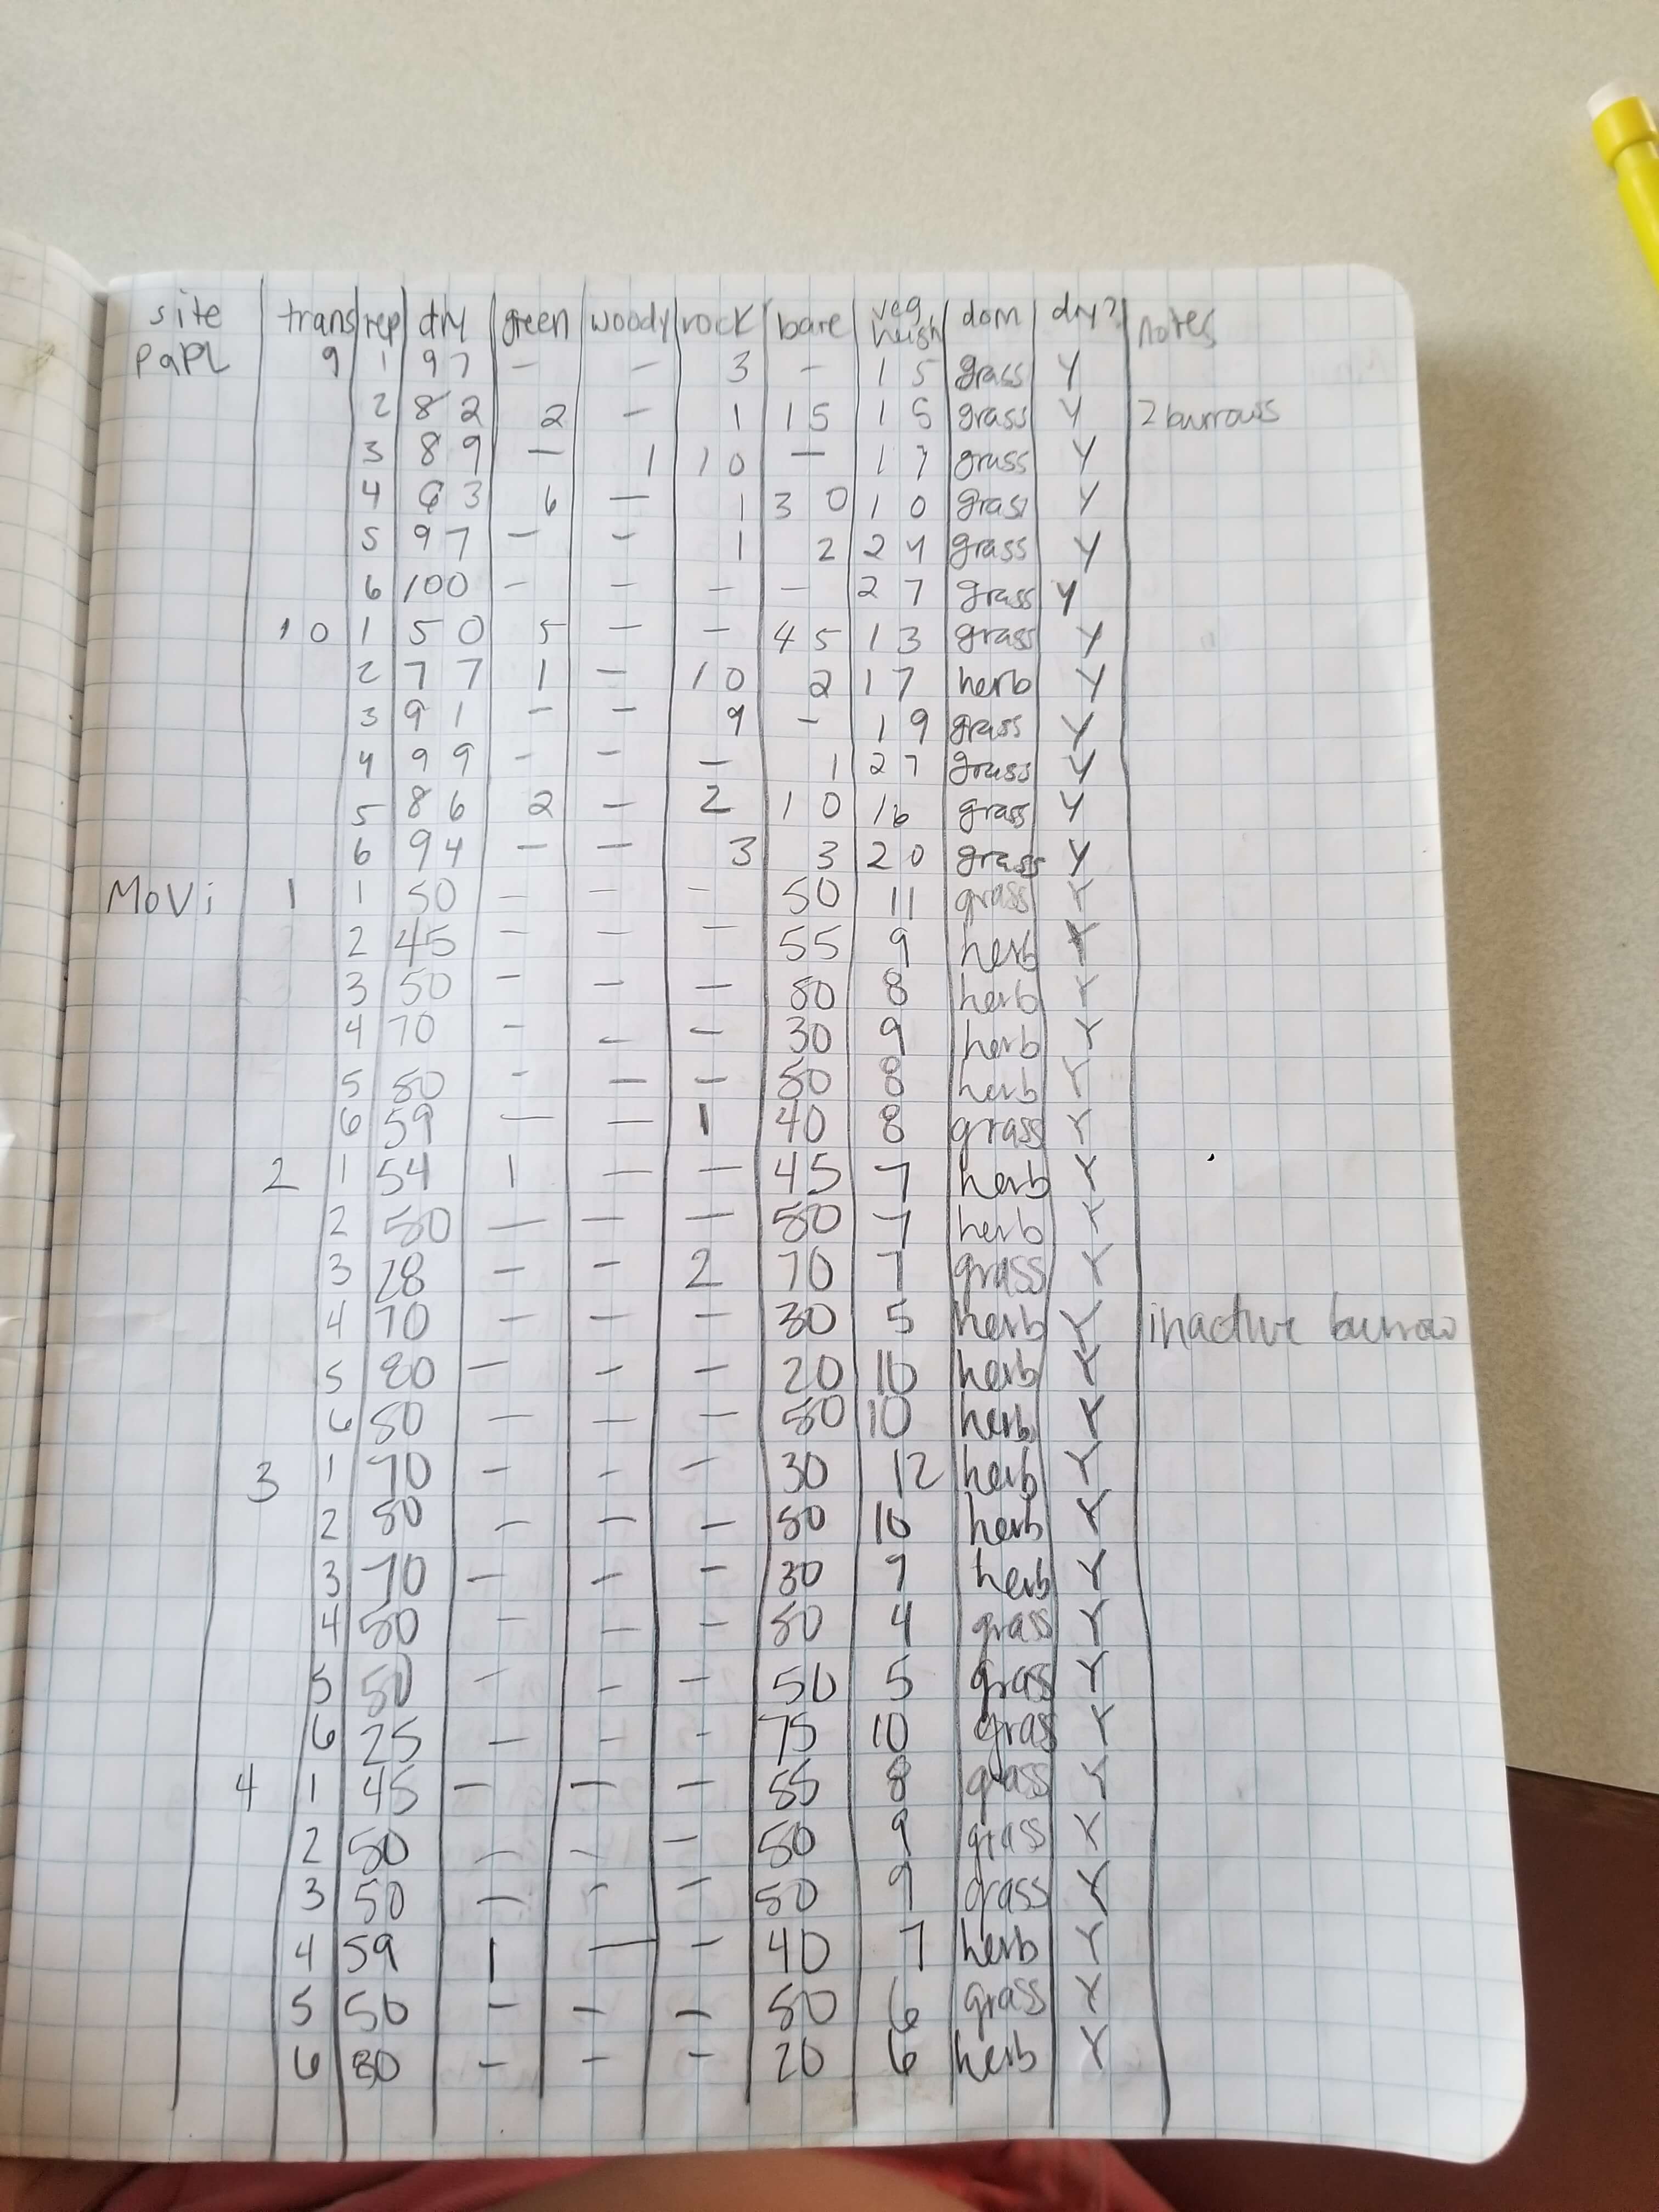 site trans rep dry green woody rock bare veg heigh dom dry? notes
PaPL 9 1 97 - - 3 - 15 grass Y
2 82 2 - 1 15 15 grass Y 2 burrows
3 89 - 1 10 - 17 grass Y
4 63 6 - 1 30 10 grass Y
5 97 - - 1 2 24 grass Y
6 100 - - - - 27 grass Y
10 1 50 5 - - 45 13 grass Y
2 77 1 - 10 2 17 herb Y
3 91 - - 9 - 19 grass Y
4 99 - - - 1 27 grass Y
5 86 2 - 2 10 16 grass Y
6 94 - - 3 3 20 grass Y
MoVi 1 1 50 - - - 50 11 grass Y
2 45 - - - 55 9 herb Y
3 50 - - - 50 8 herb Y
4 70 - - - 30 9 herb Y
5 50 - - - 50 8 herb Y
6 59 - - 1 40 8 grass Y
2 1 54 1 - - 45 7 herb Y
2 50 - - - 50 7 herb Y
3 28 - - 2 70 7 grass Y
4 70 - - - 30 5 herb Y inactive burrow
5 80 - - - 20 10 herb Y
6 50 - - - 50 10 herb Y
3 1 70 - - - 30 12 herb Y
2 50 - - - 50 10 herb Y
3 70 - - - 30 9 herb Y
4 50 - - - 50 4 grass Y
5 50 - - - 50 5 grass Y
6 25 - - - 75 10 gras Y
4 1 45 - - - 55 8 grass Y
2 50 - - - 50 9 grass Y
3 50 - - - 50 9 grass Y
4 59 1 - - 40 7 herb Y
5 50 - - - 50 6 grass Y
6 80 - - - 20 6 herb Y